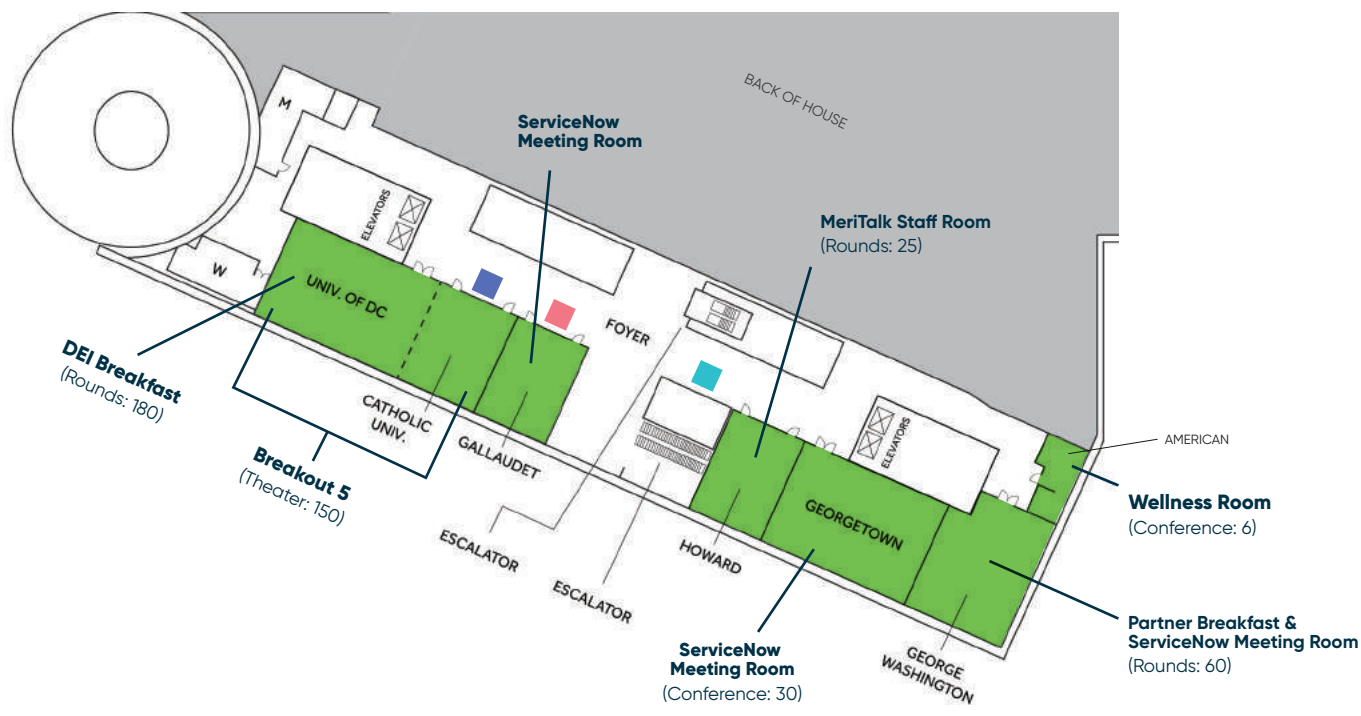 BACK OF HOUSE
M
ServiceNow
Meeting Room
ELEVATORS
MeriTalk Staff Room
(Rounds: 25)
W
UNIV. OF DC
FOYER
DEI Breakfast
(Rounds: 180)
CATHOLIC
UNIV.
GALLAUDET
Breakout 5
(Theater: 150)
ESCALATOR
ESCALATOR
ELEVATORS
AMERICAN
Wellness Room
(Conference: 6)
GEORGETOWN
HOWARD
ServiceNow
Meeting Room
(Conference: 30)
GEORGE
WASHINGTON
Partner Breakfast &
ServiceNow Meeting Room
(Rounds: 60)